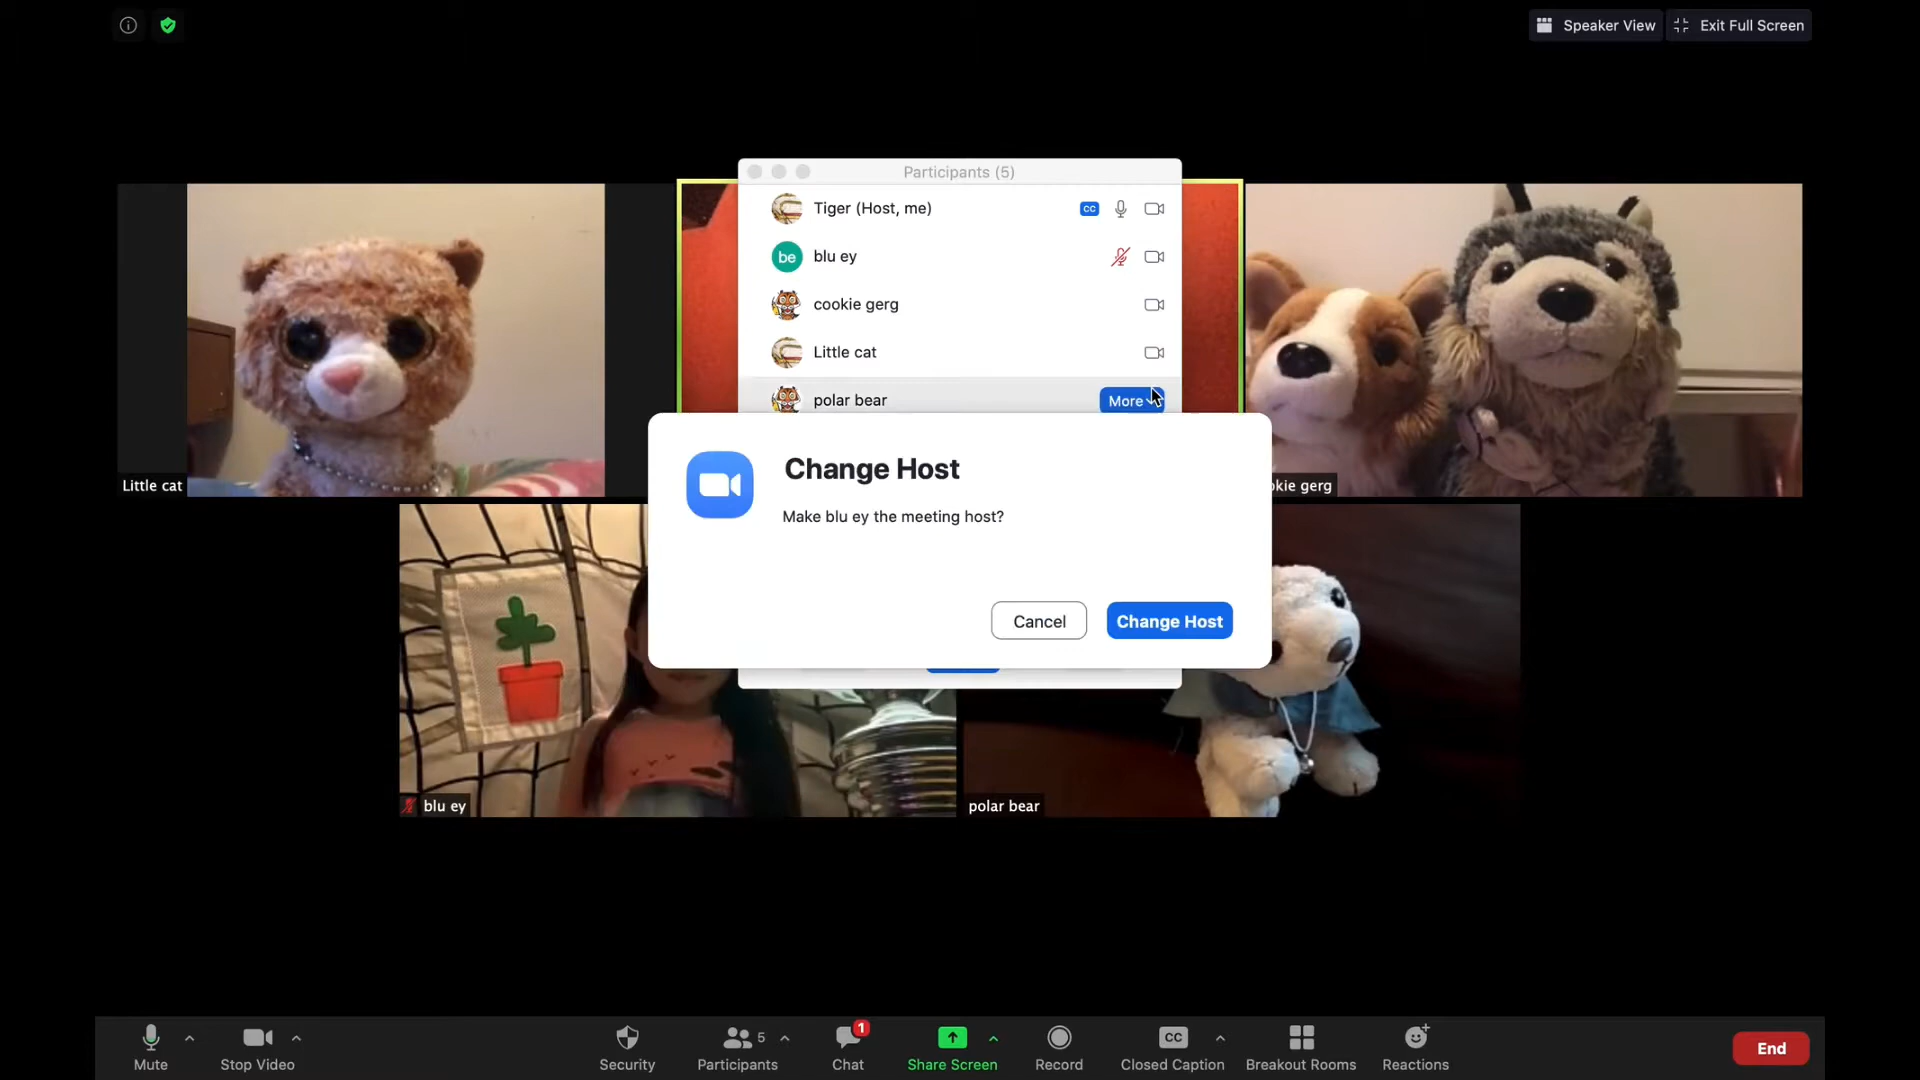 Speaker View
Exit Full Screen
Participants (5)
Tiger (Host, me)
CC
be
blu ey
cookie gerg
Little cat
polar bear
More
Little cat
okie gerg
Change Host
Make blu ey the meeting host?
Cancel
Change Host
blu ey
polar bear
Mute
Stop Video
Security
5
Participants
1
Chat
Share Screen
Record
CC
Closed Caption
Breakout Rooms
Reactions
End